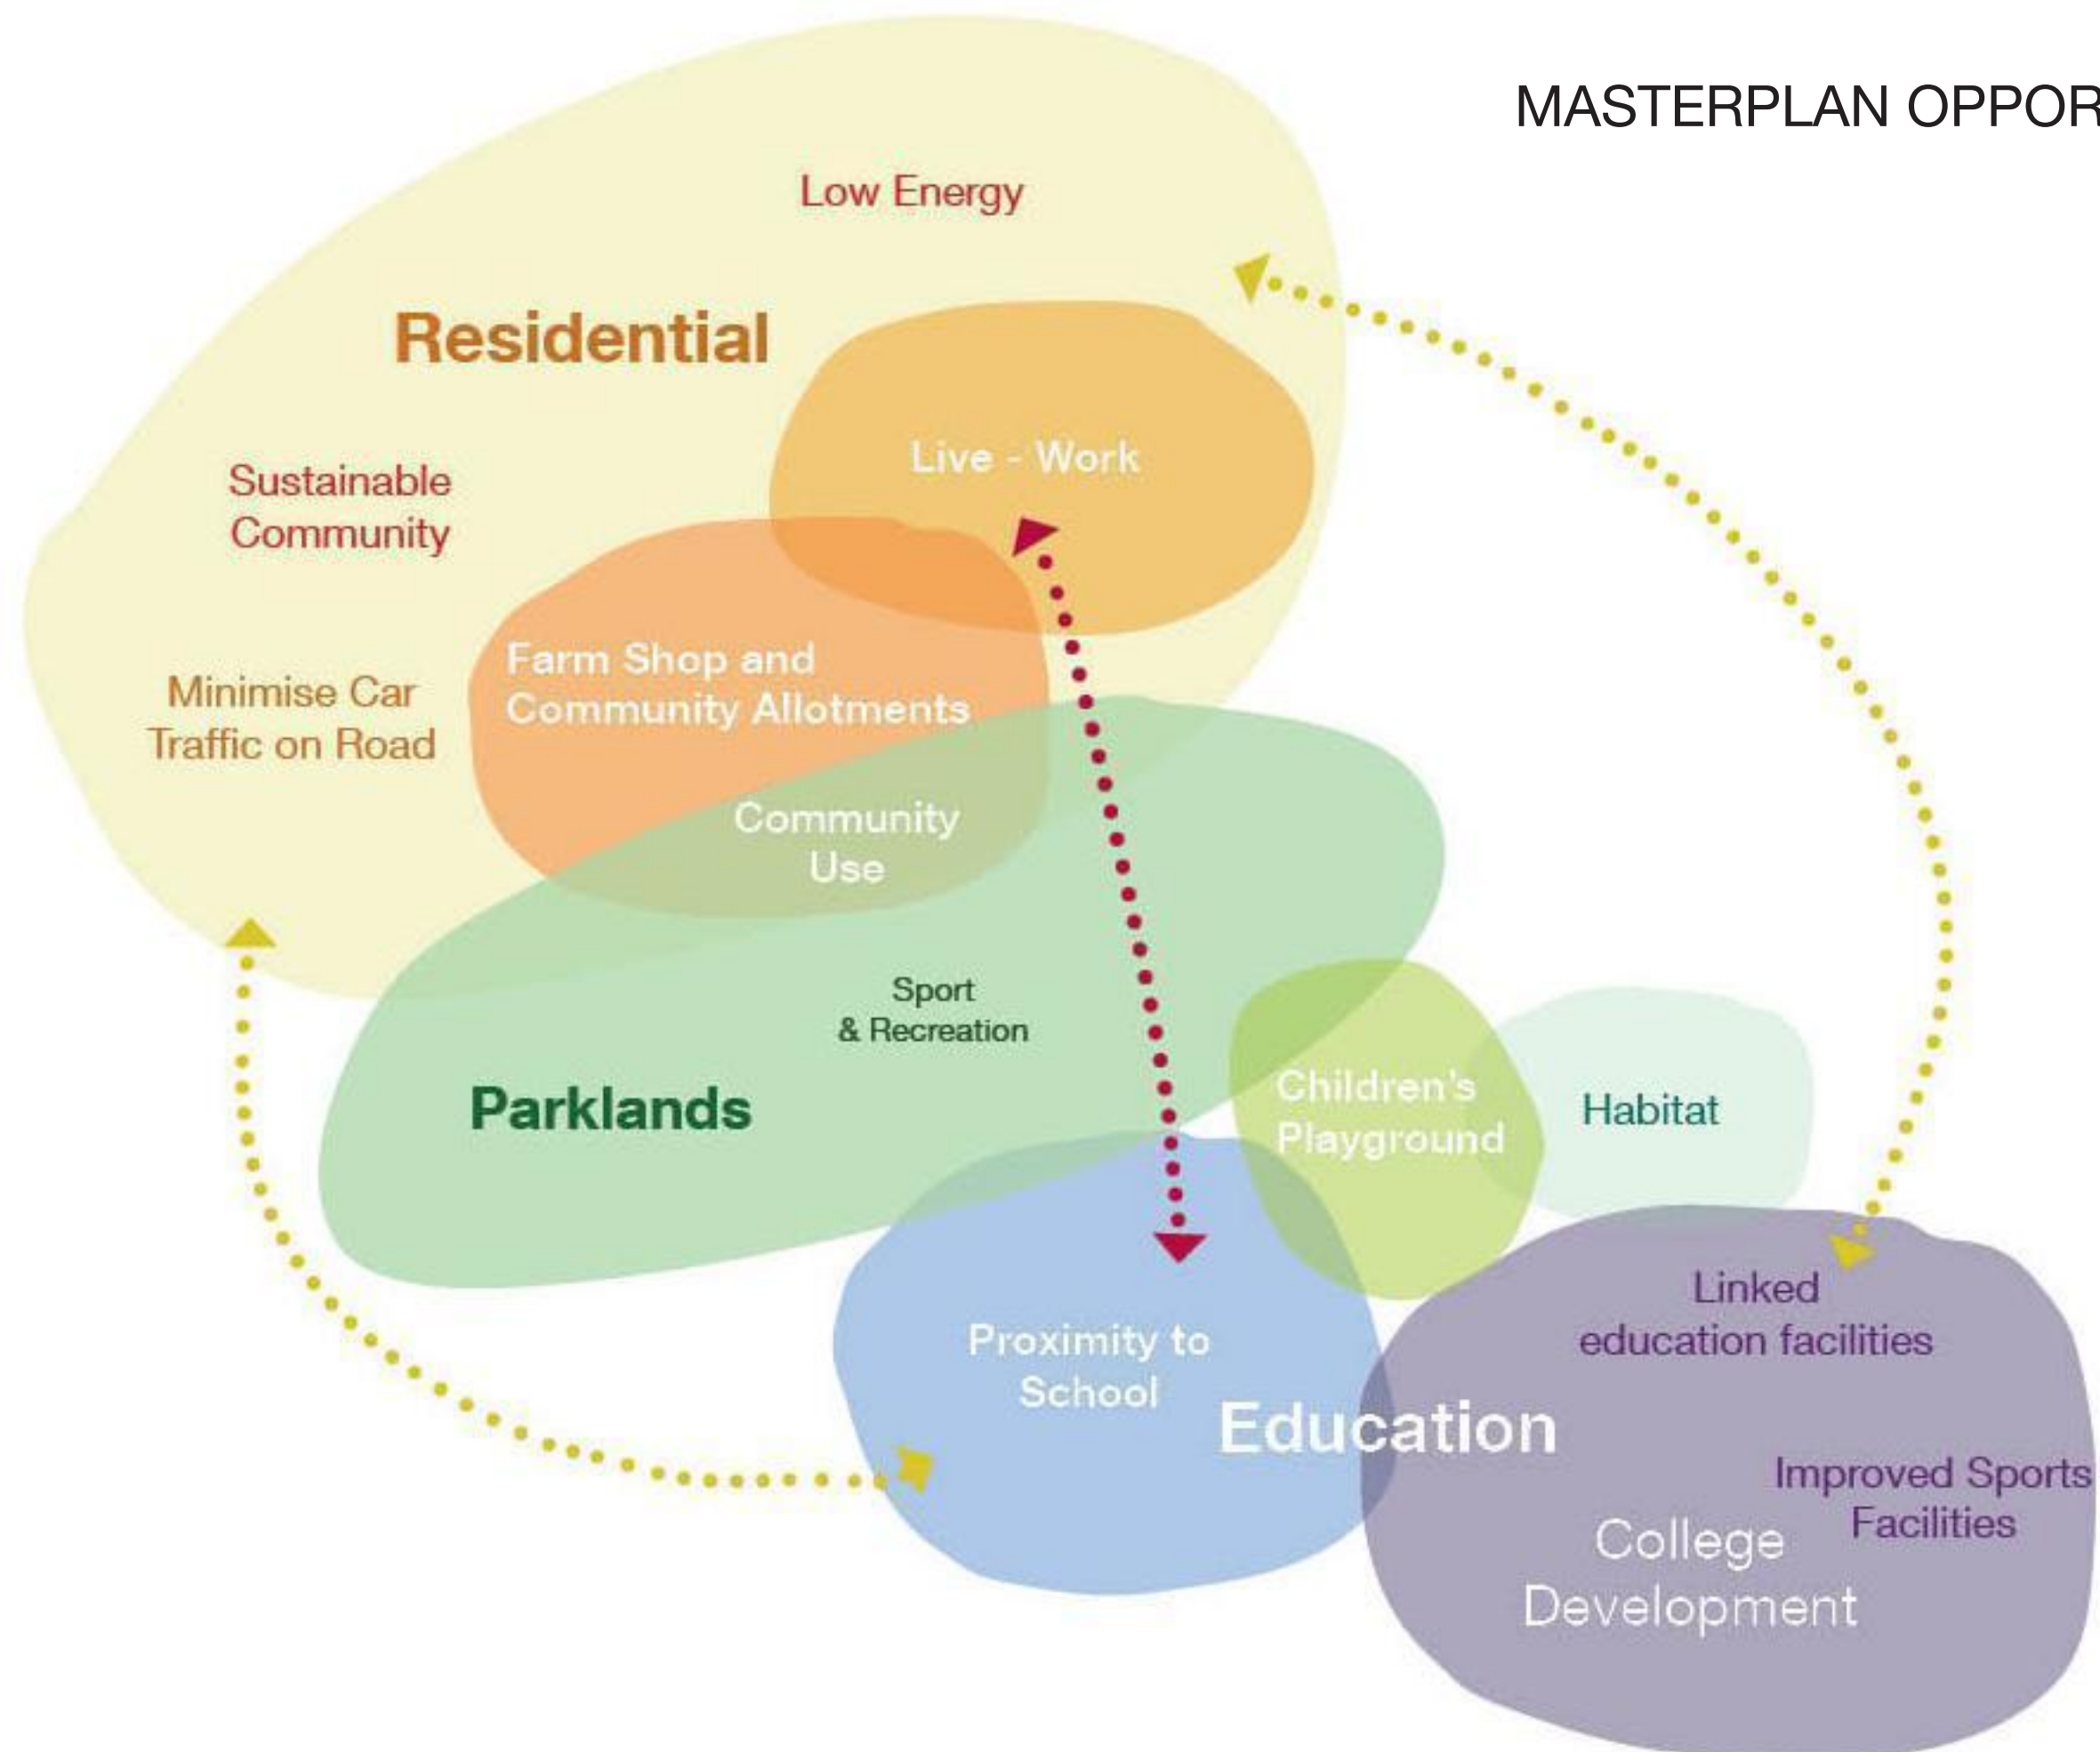 MASTERPLAN OPPOR
Low Energy
Residential
Live - Work
Sustainable
Community
Farm Shop and
Community Allotments
Minimise Car
Traffic on Road
Community
Use
Sport
& Recreation
Parklands
Children's
Playground
Habitat
Linked
education facilities
Proximity to
School
Education
Improved Sports
Facilities
College
Development